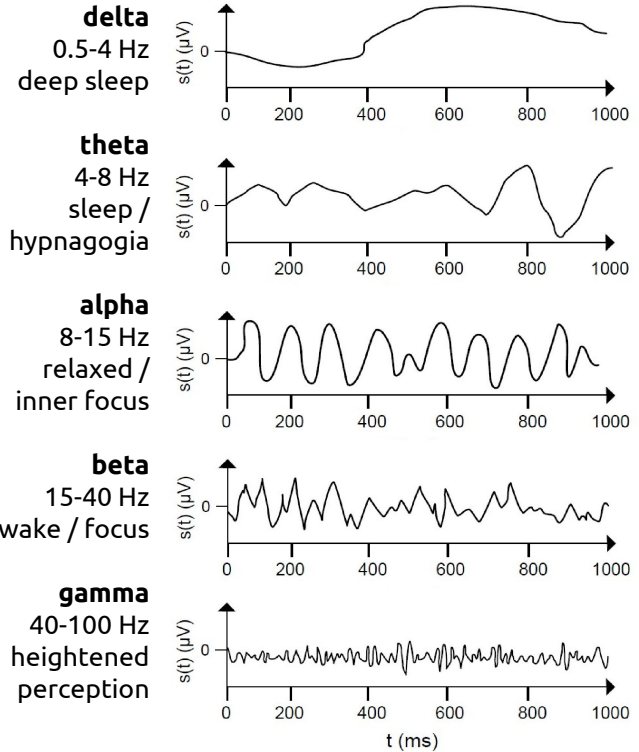 delta
0.5-4 Hz
deep sleep
s(t) (µV)
0
0 200 400 600 800 1000
theta
4-8 Hz
sleep /
hypnagogia
s(t) (µV)
0
0 200 400 600 800 1000
alpha
8-15 Hz
relaxed /
inner focus
s(t) (µV)
0
0 200 400 600 800 1000
beta
15-40 Hz
wake / focus
s(t) (µV)
0
0 200 400 600 800 1000
gamma
40-100 Hz
heightened
perception
s(t) (µV)
0
0 200 400 600 800 1000
t (ms)